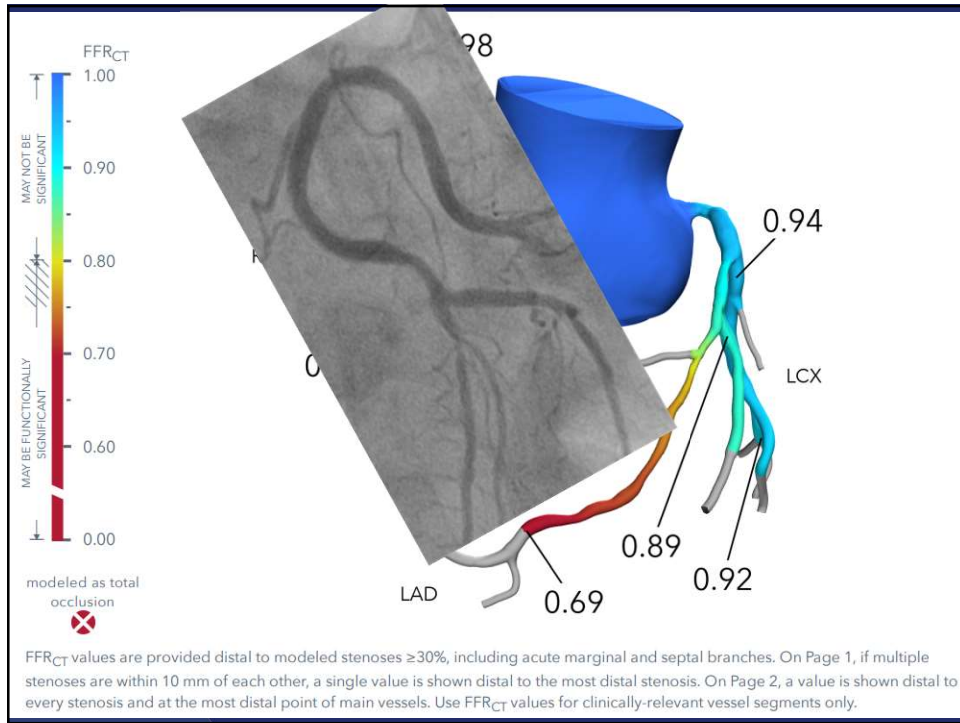 FFRCT
1.00
0.90
0.80
0.70
0.60
0.00
MAY NOT BE
SIGNIFICANT
MAY BE FUNCTIONALLY
SIGNIFICANT
modeled as total
occlusion
98
0.94
LCX
0.89
0.92
0.69
LAD
0
FFRCT values are provided distal to modeled stenoses ≥30%, including acute marginal and septal branches. On Page 1, if multiple
stenoses are within 10 mm of each other, a single value is shown distal to the most distal stenosis. On Page 2, a value is shown distal to
every stenosis and at the most distal point of main vessels. Use FFRCT values for clinically-relevant vessel segments only.